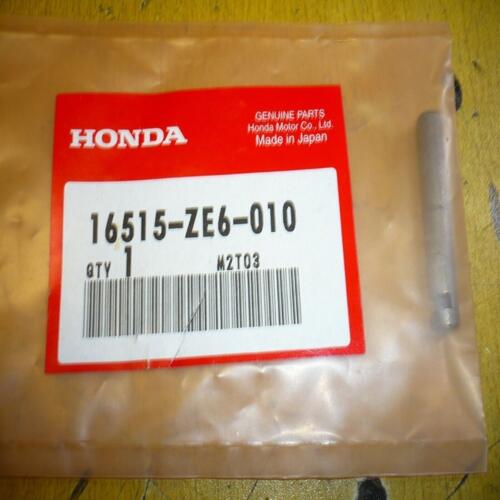 HONDA
GENUINE PARTS
Honda Motor Co., Ltd.
Made in Japan
16515-ZE6-010
QTY 1 M2T03